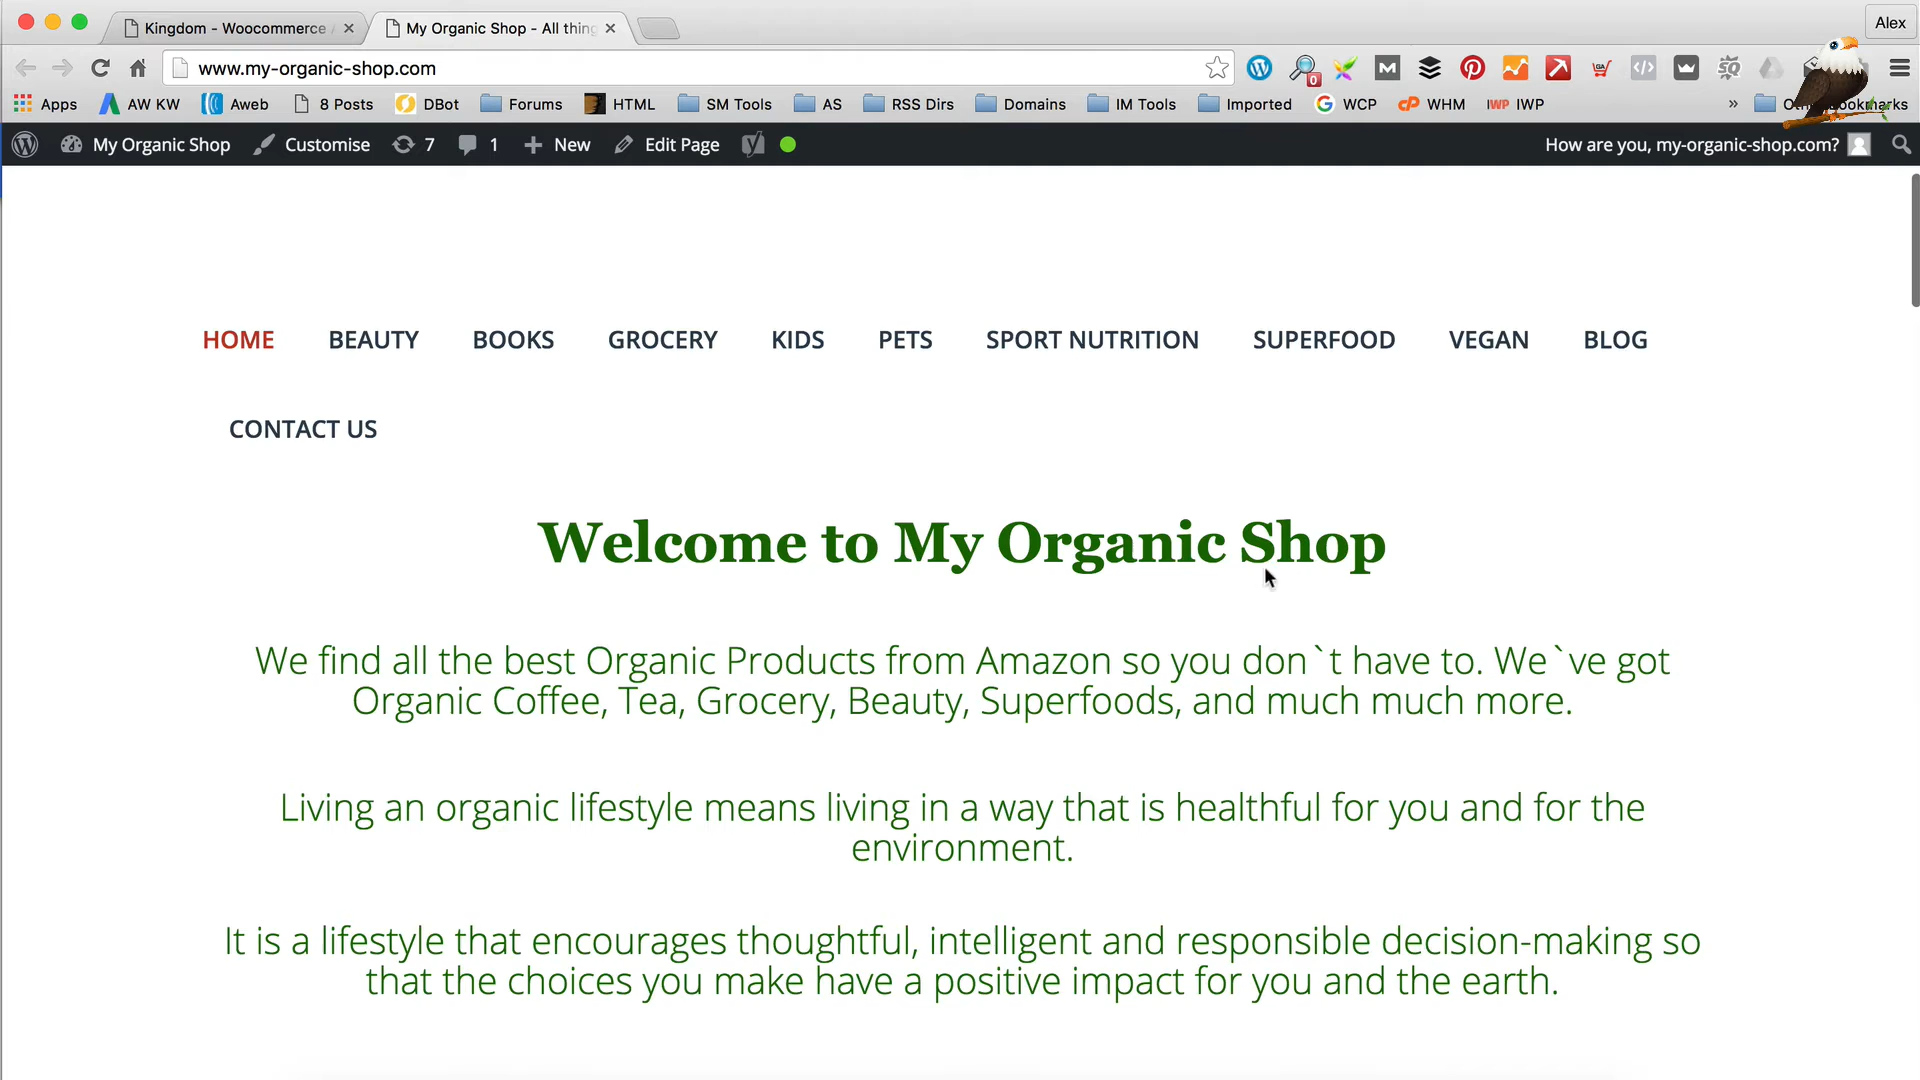 Kingdom - Woocommerce
My Organic Shop - All thing
Alex
www.my-organic-shop.com
0
Apps
AW KW
Aweb
8 Posts
DBot
Forums
HTML
SM Tools
AS
RSS Dirs
Domains
IM Tools
Imported
WCP
WHM
IWP
»
My Organic Shop
Customise
7
1
New
Edit Page
How are you, my-organic-shop.com?
HOME
BEAUTY
BOOKS
GROCERY
KIDS
PETS
SPORT NUTRITION
SUPERFOOD
VEGAN
BLOG
CONTACT US
Welcome to My Organic Shop
We find all the best Organic Products from Amazon so you don`t have to. We`ve got
Organic Coffee, Tea, Grocery, Beauty, Superfoods, and much much more.
Living an organic lifestyle means living in a way that is healthful for you and for the
environment.
It is a lifestyle that encourages thoughtful, intelligent and responsible decision-making so
that the choices you make have a positive impact for you and the earth.